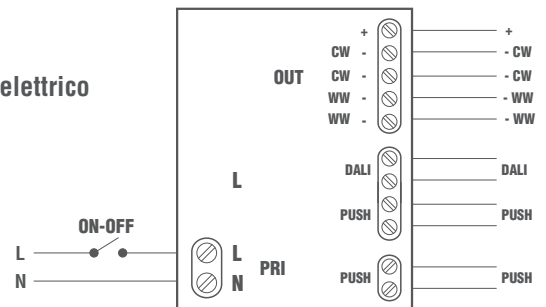 elettrico
+ +
CW - - CW
OUT CW - - CW
WW - - WW
WW - - WW
L DALI DALI
ON-OFF PUSH PUSH
L L PRI
N N PUSH PUSH